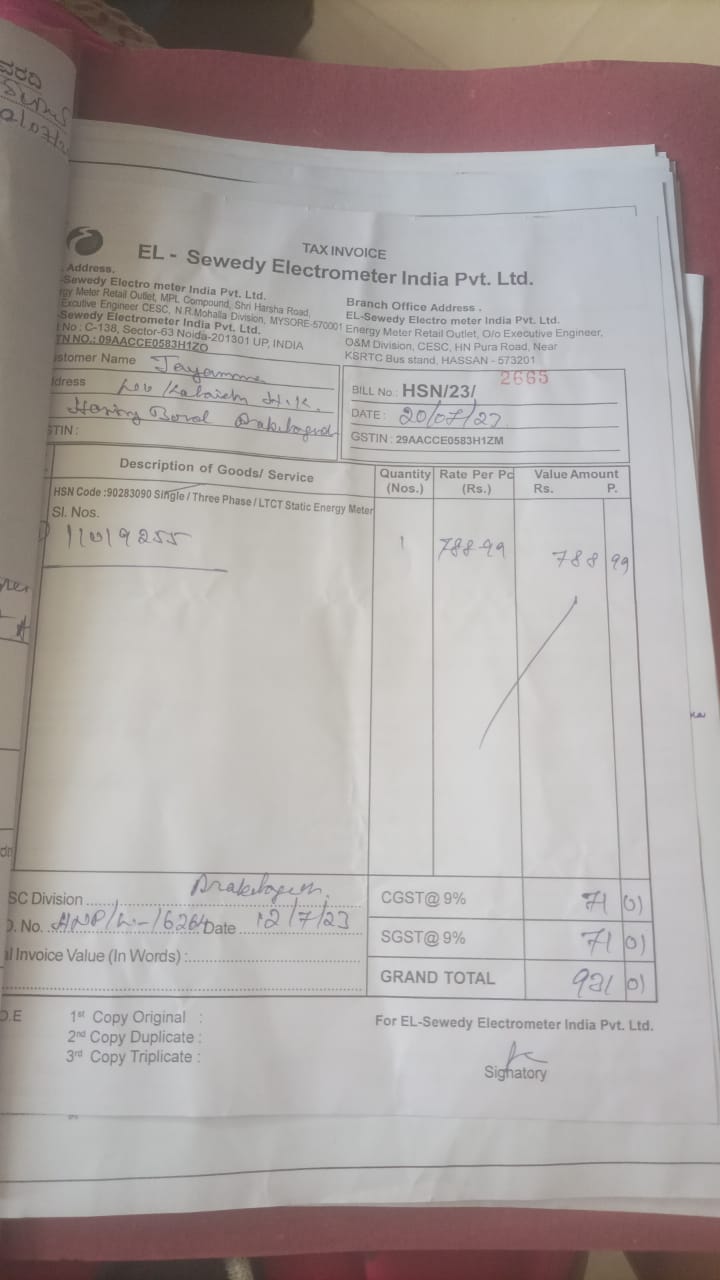 ವರದಿ
TAX INVOICE
EL - Sewedy Electrometer India Pvt. Ltd.
. Address.
-Sewedy Electro meter India Pvt. Ltd.
rgy Meter Retail Outlet, MPL Compound, Shri Harsha Road,
Excutive Engineer CESC, N.R.Mohalla Division, MYSORE-570001
-Sewedy Electrometer India Pvt. Ltd.
No : C-138, Sector-63 Noida-201301 UP, INDIA
TN NO.: 09AACCE0583H1ZO
Branch Office Address .
EL-Sewedy Electro meter India Pvt. Ltd.
Energy Meter Retail Outlet, O/o Executive Engineer,
O&M Division, CESC, HN Pura Road, Near
KSRTC Bus stand, HASSAN - 573201
stomer Name Jayamma
ddress
STIN :
BILL No : HSN/23/ 2665
DATE : 20/07/23
GSTIN : 29AACCE0583H1ZM
Description of Goods/ Service Quantity (Nos.) Rate Per Pc (Rs.) Value Amount Rs. P.
HSN Code :90283090 Single / Three Phase / LTCT Static Energy Meter
Sl. Nos.
11019255 1 788-99 788 99
SC Division
. No. Date 12/7/23
l Invoice Value (In Words) :
CGST@ 9% 71 01
SGST@ 9% 71 01
GRAND TOTAL 931 01
O.E 1st Copy Original :
2nd Copy Duplicate :
3rd Copy Triplicate :
For EL-Sewedy Electrometer India Pvt. Ltd.
Signatory